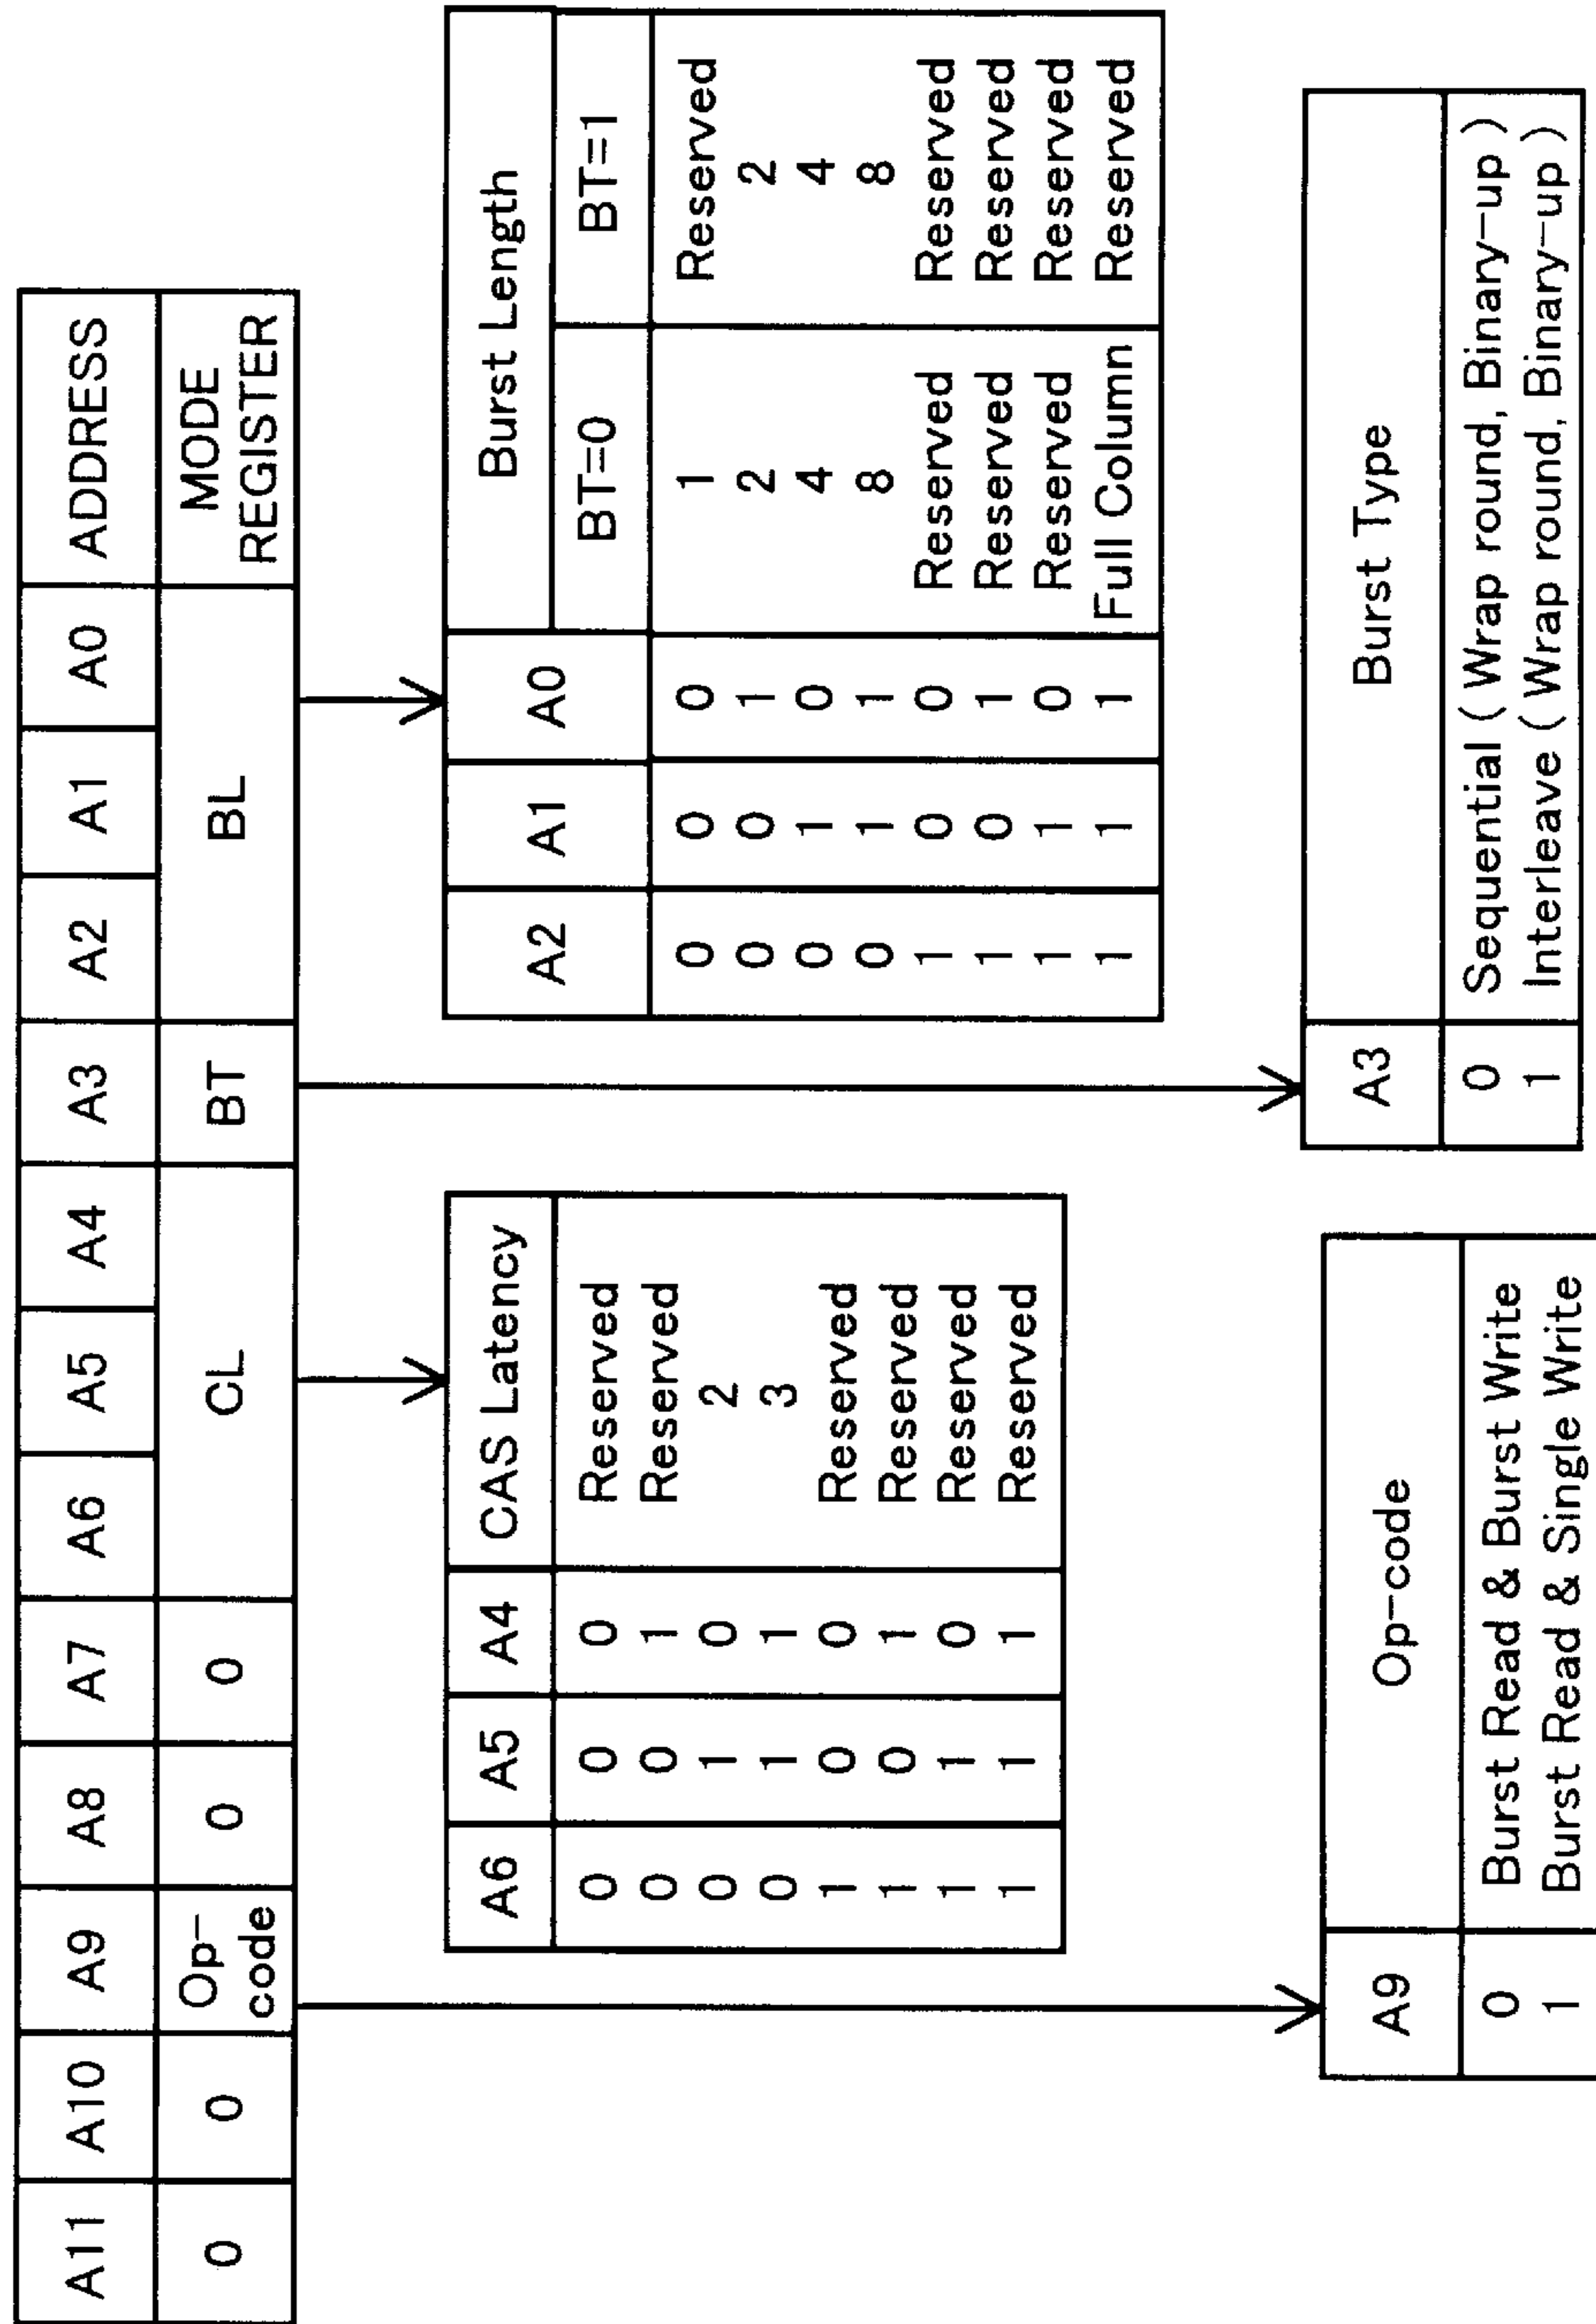 A11 A10 A9 A8 A7 A6 A5 A4 A3 A2 A1 A0 ADDRESS
0 0 Op-code 0 0 CL BT BL MODE REGISTER
A6 A5 A4 CAS Latency
0 0 0 Reserved
0 0 1 Reserved
0 1 0 2
0 1 1 3
1 0 0 Reserved
1 0 1 Reserved
1 1 0 Reserved
1 1 1 Reserved
A2 A1 A0 Burst Length
BT=0 BT=1
0 0 0 1 Reserved
0 0 1 2 2
0 1 0 4 4
0 1 1 8 8
1 0 0 Reserved Reserved
1 0 1 Reserved Reserved
1 1 0 Reserved Reserved
1 1 1 Full Column Reserved
A9 Op-code
0 Burst Read & Burst Write
1 Burst Read & Single Write
A3 Burst Type
0 Sequential ( Wrap round, Binary-up )
1 Interleave ( Wrap round, Binary-up )